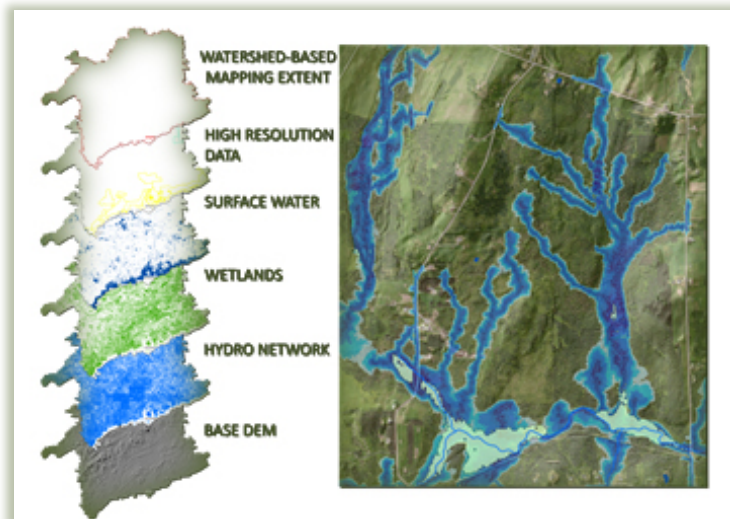 WATERSHED-BASED
MAPPING EXTENT
HIGH RESOLUTION
DATA
SURFACE WATER
WETLANDS
HYDRO NETWORK
BASE DEM